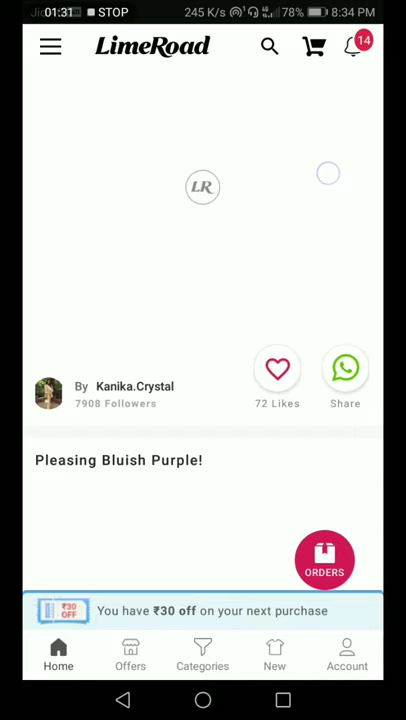 01:31 STOP 245 K/s 78% 8:34 PM
LimeRoad
14
LR
By Kanika.Crystal
7908 Followers
72 Likes
Share
Pleasing Bluish Purple!
ORDERS
₹30 OFF
You have ₹30 off on your next purchase
Home
Offers
Categories
New
Account